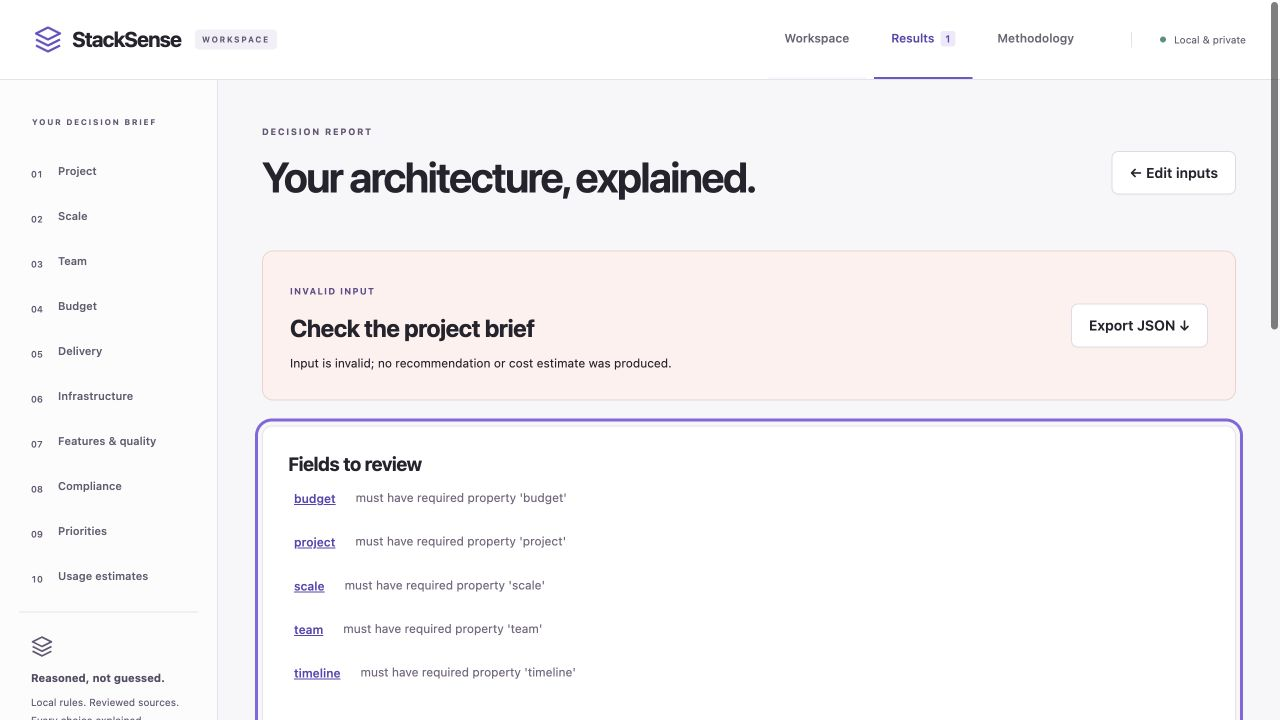 StackSense
WORKSPACE
Workspace
Results 1
Methodology
Local & private
YOUR DECISION BRIEF
01 Project
02 Scale
03 Team
04 Budget
05 Delivery
06 Infrastructure
07 Features & quality
08 Compliance
09 Priorities
10 Usage estimates
Reasoned, not guessed.
Local rules. Reviewed sources.
Every choice explained.
DECISION REPORT
Your architecture, explained.
← Edit inputs
INVALID INPUT
Check the project brief
Input is invalid; no recommendation or cost estimate was produced.
Export JSON ↓
Fields to review
budget must have required property 'budget'
project must have required property 'project'
scale must have required property 'scale'
team must have required property 'team'
timeline must have required property 'timeline'